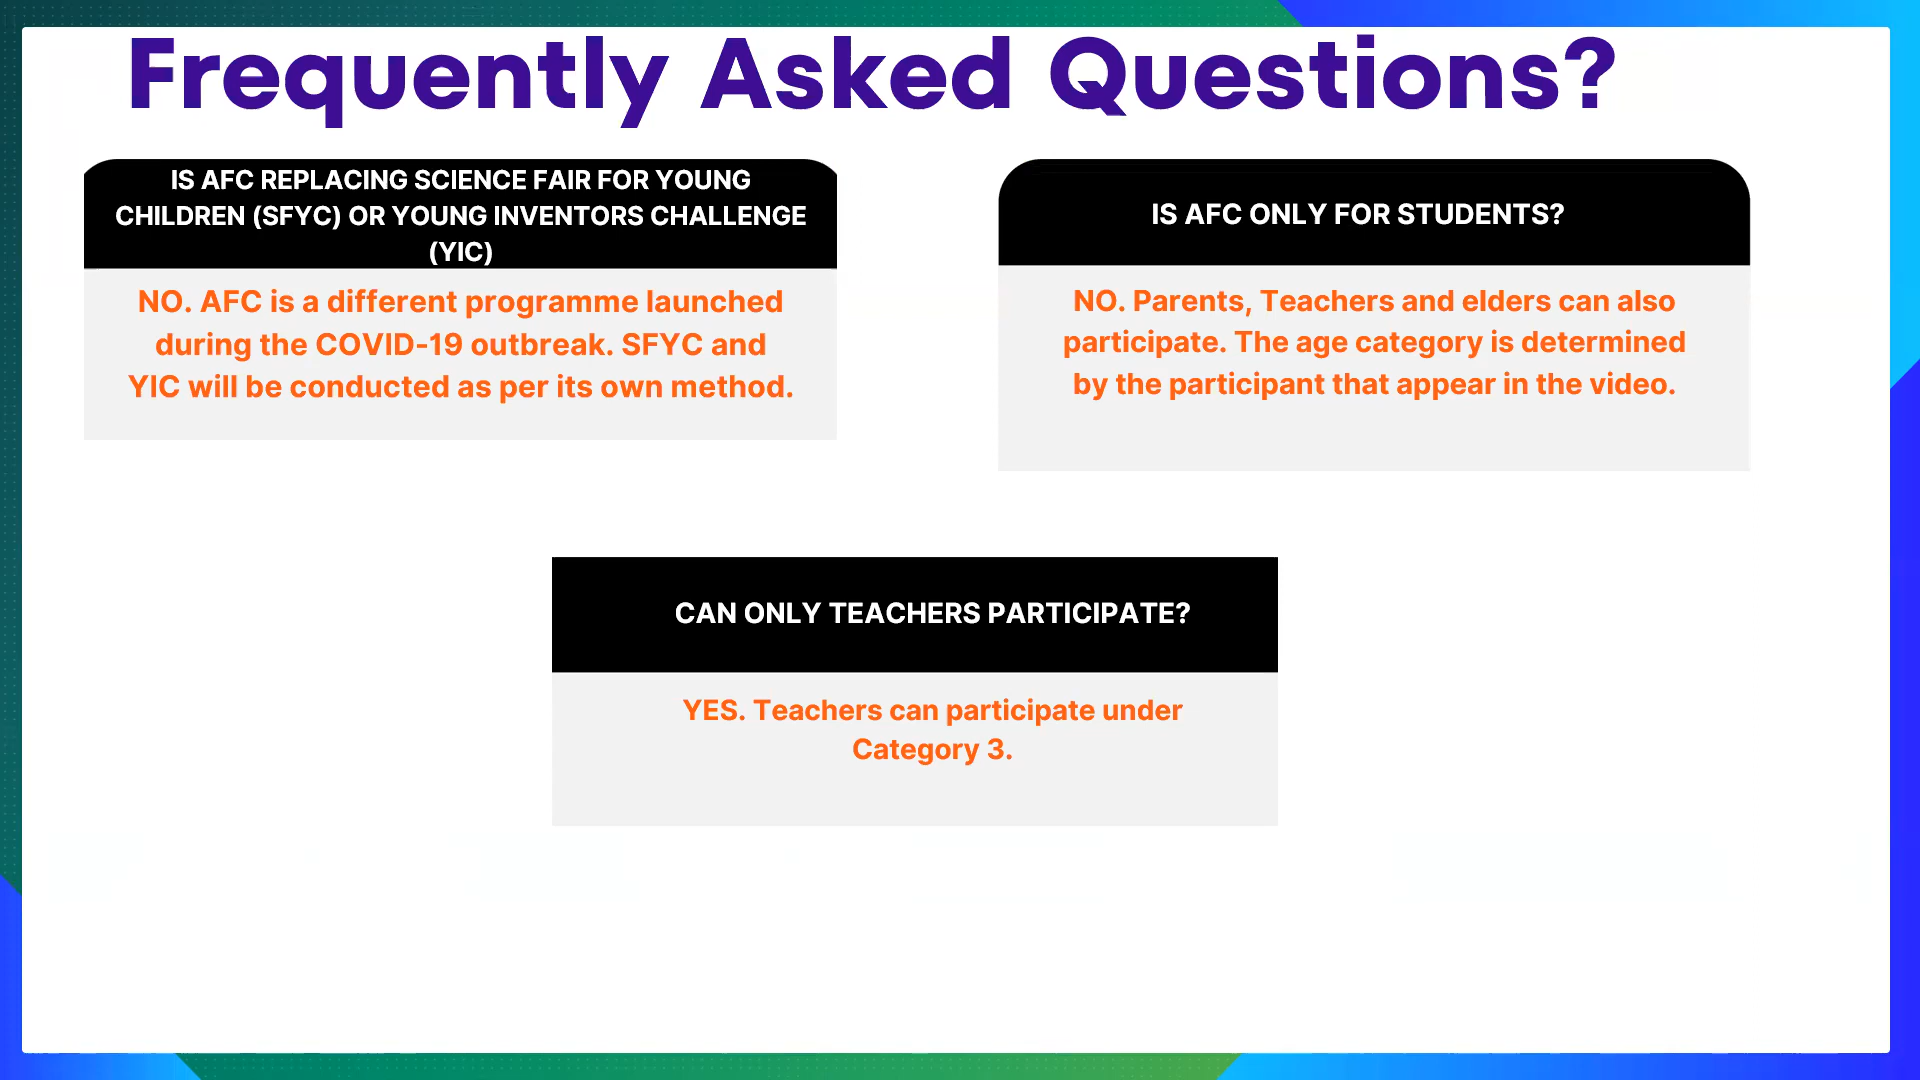 Frequently Asked Questions?
IS AFC REPLACING SCIENCE FAIR FOR YOUNG
CHILDREN (SFYC) OR YOUNG INVENTORS CHALLENGE
(YIC)
NO. AFC is a different programme launched
during the COVID-19 outbreak. SFYC and
YIC will be conducted as per its own method.
IS AFC ONLY FOR STUDENTS?
NO. Parents, Teachers and elders can also
participate. The age category is determined
by the participant that appear in the video.
CAN ONLY TEACHERS PARTICIPATE?
YES. Teachers can participate under
Category 3.